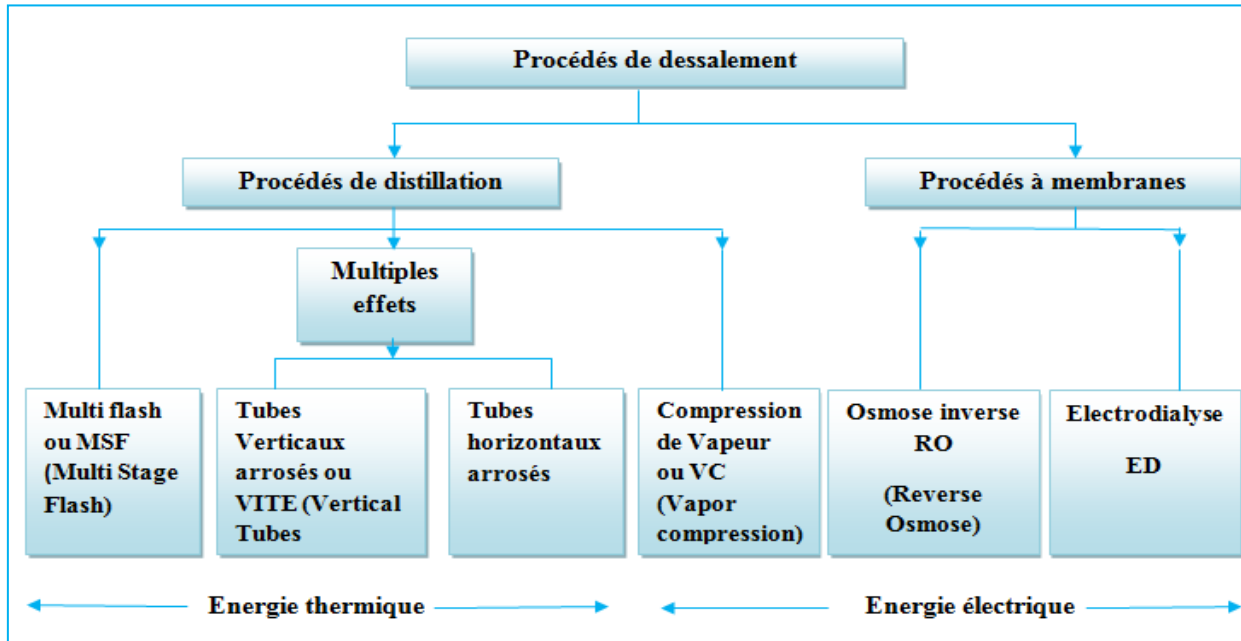 Procédés de dessalement
Procédés de distillation
Procédés à membranes
Multiples
effets
Multi flash
ou MSF
(Multi Stage
Flash)
Tubes
Verticaux
arrosés ou
VITE (Vertical
Tubes
Tubes
horizontaux
arrosés
Compression
de Vapeur
ou VC
(Vapor
compression)
Osmose inverse
RO
(Reverse
Osmose)
Electrodialyse
ED
Energie thermique
Energie électrique